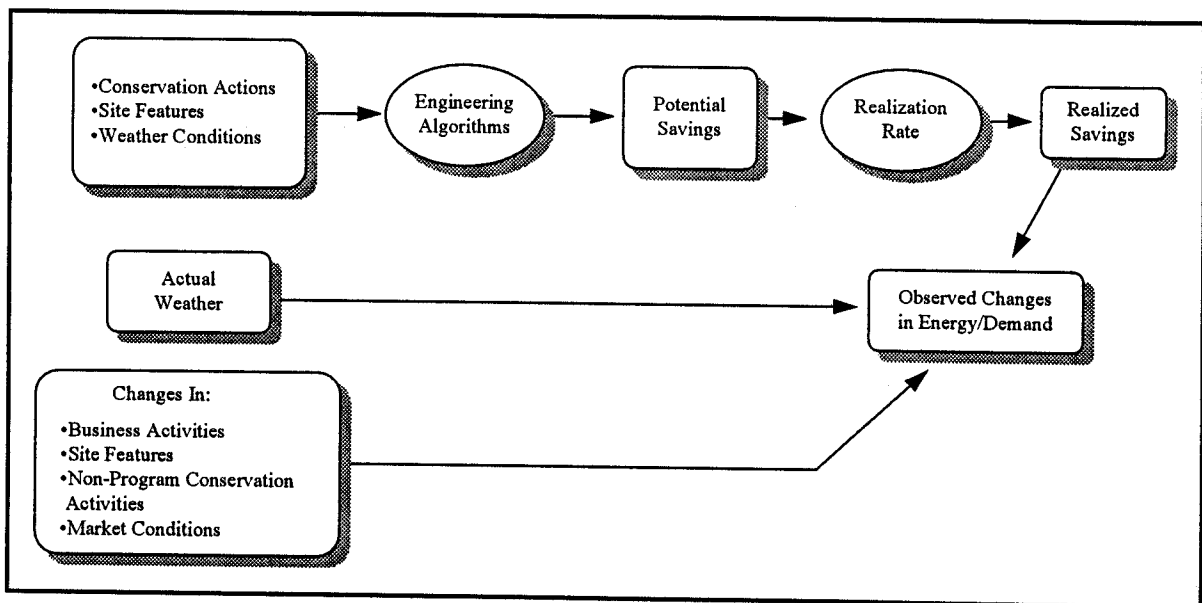 •Conservation Actions
•Site Features
•Weather Conditions
Engineering
Algorithms
Potential
Savings
Realization
Rate
Realized
Savings
Actual
Weather
Observed Changes
in Energy/Demand
Changes In:
•Business Activities
•Site Features
•Non-Program Conservation
Activities
•Market Conditions